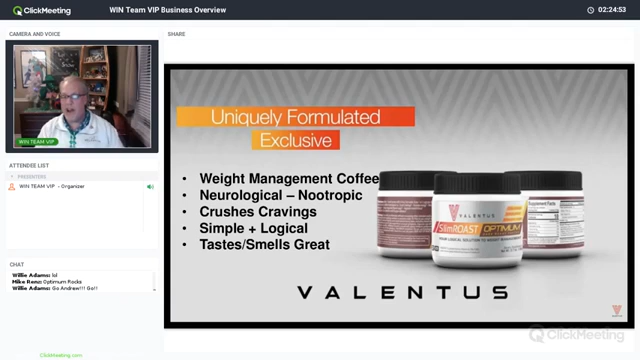 ClickMeeting
WIN Team VIP Business Overview
02:24:53
CAMERA AND VOICE
SHARE
WIN TEAM VIP
ATTENDEE LIST
PRESENTERS
WIN TEAM VIP - Organizer
CHAT
Willie Adams: lol
Mike Renz: Optimum Rocks
Willie Adams: Go Andrew!!! Go!!
ClickMeeting.com
Uniquely Formulated
Exclusive
• Weight Management Coffee
• Neurological – Nootropic
• Crushes Cravings
• Simple + Logical
• Tastes/Smells Great
VALENTUS
SlimROAST OPTIMUM
Supplement Facts
VALENTUS
ClickMeeting